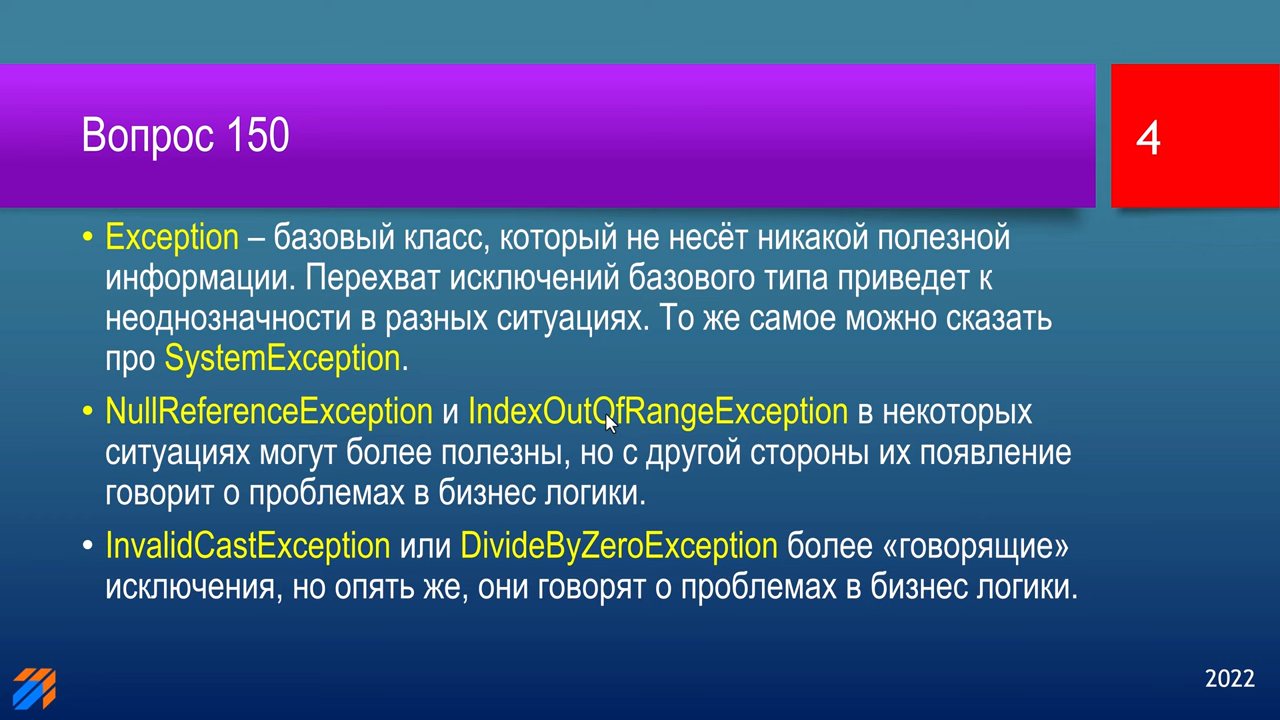 Вопрос 150
4
• Exception – базовый класс, который не несёт никакой полезной
информации. Перехват исключений базового типа приведет к
неоднозначности в разных ситуациях. То же самое можно сказать
про SystemException.
• NullReferenceException и IndexOutOfRangeException в некоторых
ситуациях могут более полезны, но с другой стороны их появление
говорит о проблемах в бизнес логики.
• InvalidCastException или DivideByZeroException более «говорящие»
исключения, но опять же, они говорят о проблемах в бизнес логики.
2022